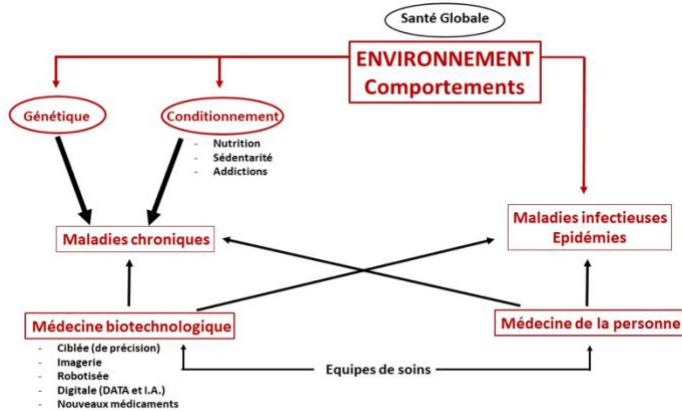 Santé Globale
ENVIRONNEMENT
Comportements
Génétique
Conditionnement
- Nutrition
- Sédentarité
- Addictions
Maladies chroniques
Maladies infectieuses
Epidémies
Médecine biotechnologique
Médecine de la personne
- Ciblée (de précision)
- Imagerie
- Robotisée
- Digitale (DATA et I.A.)
- Nouveaux médicaments
Equipes de soins